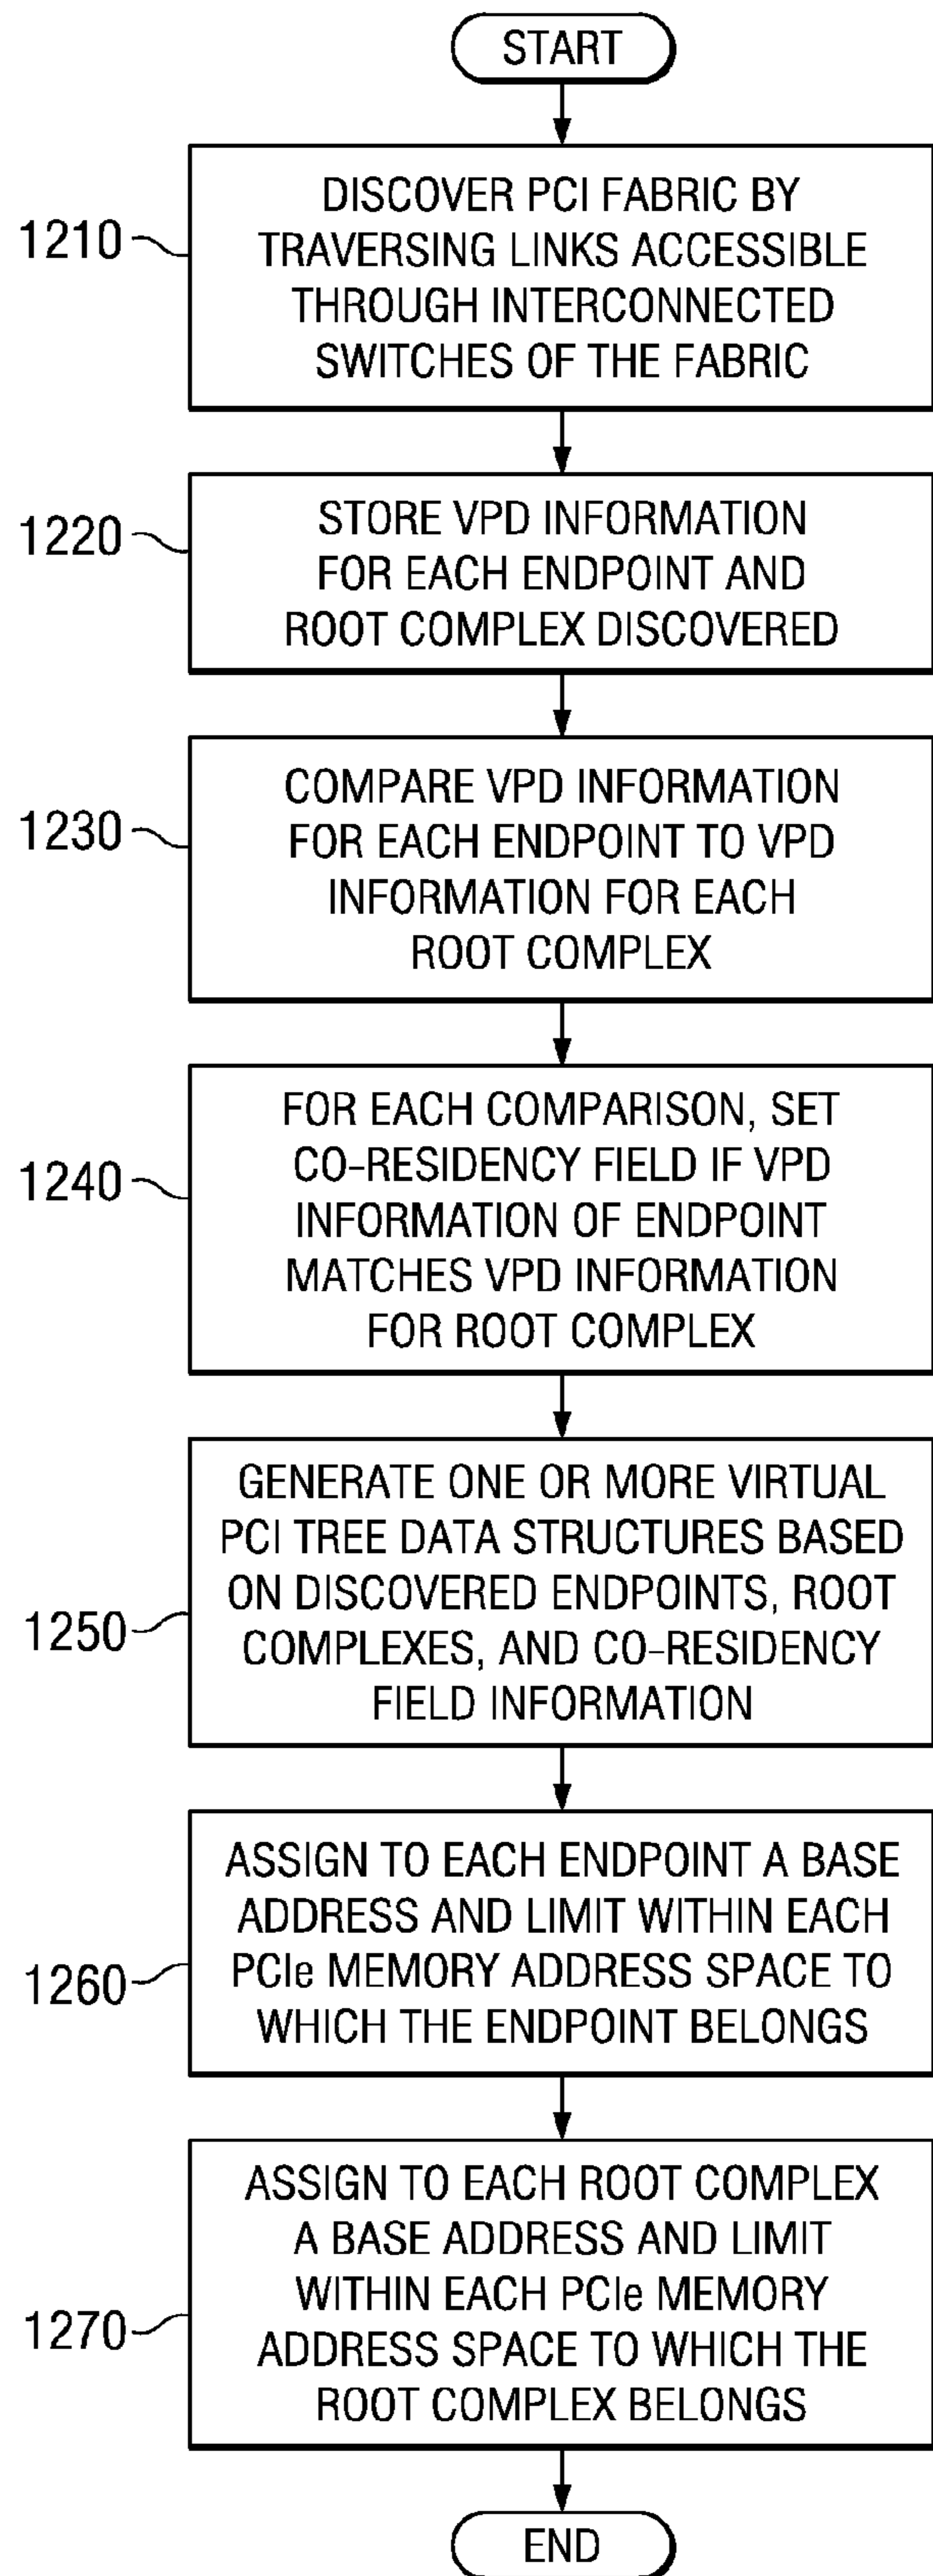 START
1210
DISCOVER PCI FABRIC BY
TRAVERSING LINKS ACCESSIBLE
THROUGH INTERCONNECTED
SWITCHES OF THE FABRIC
1220
STORE VPD INFORMATION
FOR EACH ENDPOINT AND
ROOT COMPLEX DISCOVERED
1230
COMPARE VPD INFORMATION
FOR EACH ENDPOINT TO VPD
INFORMATION FOR EACH
ROOT COMPLEX
1240
FOR EACH COMPARISON, SET
CO-RESIDENCY FIELD IF VPD
INFORMATION OF ENDPOINT
MATCHES VPD INFORMATION
FOR ROOT COMPLEX
1250
GENERATE ONE OR MORE VIRTUAL
PCI TREE DATA STRUCTURES BASED
ON DISCOVERED ENDPOINTS, ROOT
COMPLEXES, AND CO-RESIDENCY
FIELD INFORMATION
1260
ASSIGN TO EACH ENDPOINT A BASE
ADDRESS AND LIMIT WITHIN EACH
PCIe MEMORY ADDRESS SPACE TO
WHICH THE ENDPOINT BELONGS
1270
ASSIGN TO EACH ROOT COMPLEX
A BASE ADDRESS AND LIMIT
WITHIN EACH PCIe MEMORY
ADDRESS SPACE TO WHICH THE
ROOT COMPLEX BELONGS
END